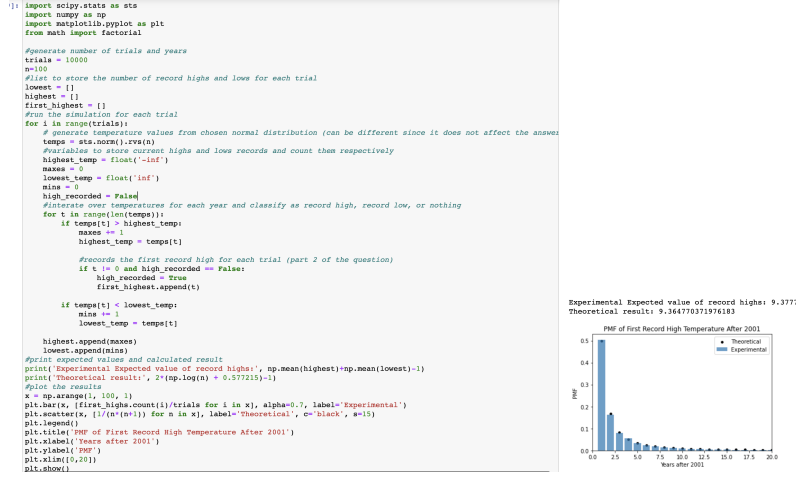 ]: import scipy.stats as sts
import numpy as np
import matplotlib.pyplot as plt
from math import factorial
#generate number of trials and years
trials = 10000
n=100
#list to store the number of record highs and lows for each trial
lowest = []
highest = []
first_highest = []
#run the simulation for each trial
for i in range(trials):
# generate temperature values from chosen normal distribution (can be different since it does not affect the answer
temps = sts.norm().rvs(n)
#variables to store current highs and lows records and count them respectively
highest_temp = float('-inf')
maxes = 0
lowest_temp = float('inf')
mins = 0
high_recorded = False
#interate over temperatures for each year and classify as record high, record low, or nothing
for t in range(len(temps)):
if temps[t] > highest_temp:
maxes += 1
highest_temp = temps[t]
#records the first record high for each trial (part 2 of the question)
if t != 0 and high_recorded == False:
high_recorded = True
first_highest.append(t)
if temps[t] < lowest_temp:
mins += 1
lowest_temp = temps[t]
highest.append(maxes)
lowest.append(mins)
#print expected values and calculated result
print('Experimental Expected value of record highs:', np.mean(highest)+np.mean(lowest)-1)
print('Theoretical result:', 2*(np.log(n) + 0.577215)-1)
#plot the results
x = np.arange(1, 100, 1)
plt.bar(x, [first_highs.count(i)/trials for i in x], alpha=0.7, label='Experimental')
plt.scatter(x, [1/(n*(n+1)) for n in x], label='Theoretical', c='black', s=15)
plt.legend()
plt.title('PMF of First Record High Temperature After 2001')
plt.xlabel('Years after 2001')
plt.ylabel('PMF')
plt.xlim([0,20])
plt.show()
Experimental Expected value of record highs: 9.3777
Theoretical result: 9.364770371976183
PMF of First Record High Temperature After 2001
Theoretical
Experimental
0.5
0.4
0.3
0.2
0.1
0.0
PMF
0.0 2.5 5.0 7.5 10.0 12.5 15.0 17.5 20.0
Years after 2001